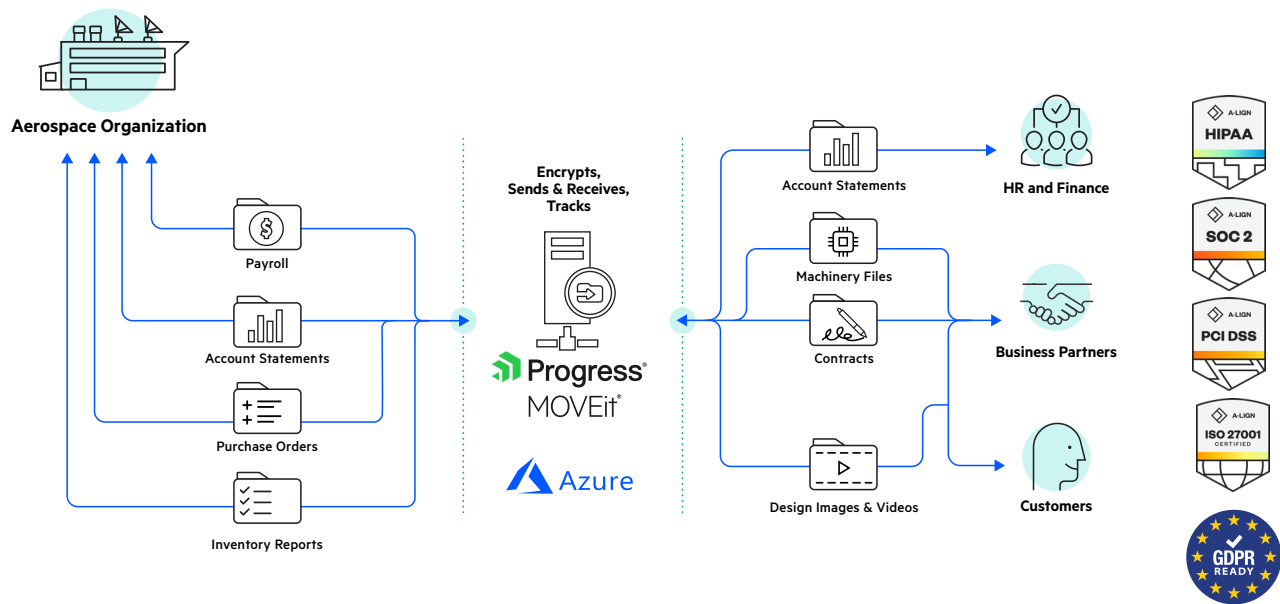 Aerospace Organization
Payroll
Account Statements
Purchase Orders
Inventory Reports
Encrypts,
Sends & Receives,
Tracks
Progress®
MOVEit®
Azure
Account Statements
Machinery Files
Contracts
Design Images & Videos
HR and Finance
Business Partners
Customers
A-LIGN
HIPAA
A-LIGN
SOC 2
A-LIGN
PCI DSS
A-LIGN
ISO 27001
CERTIFIED
GDPR
READY